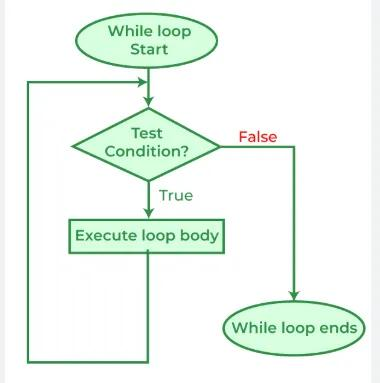 While loop
Start
Test
Condition?
False
True
Execute loop body
While loop ends